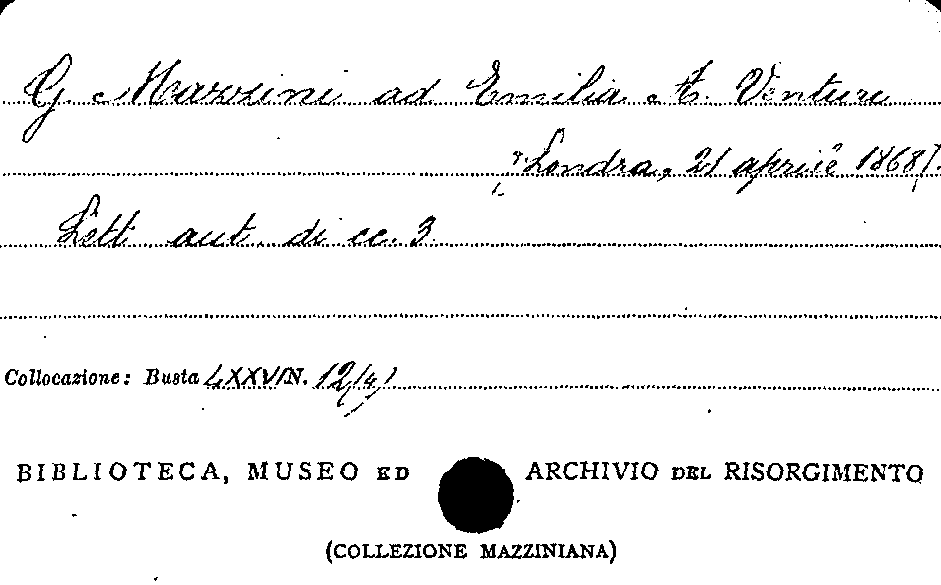 G. Mazzini ad Emilia A. Venturi
[Londra, 21 aprile 1868].
Lett. aut. di cc. 3.
Collocazione: Busta LXXVI N. 12(4)
BIBLIOTECA, MUSEO ED ARCHIVIO DEL RISORGIMENTO
(COLLEZIONE MAZZINIANA)